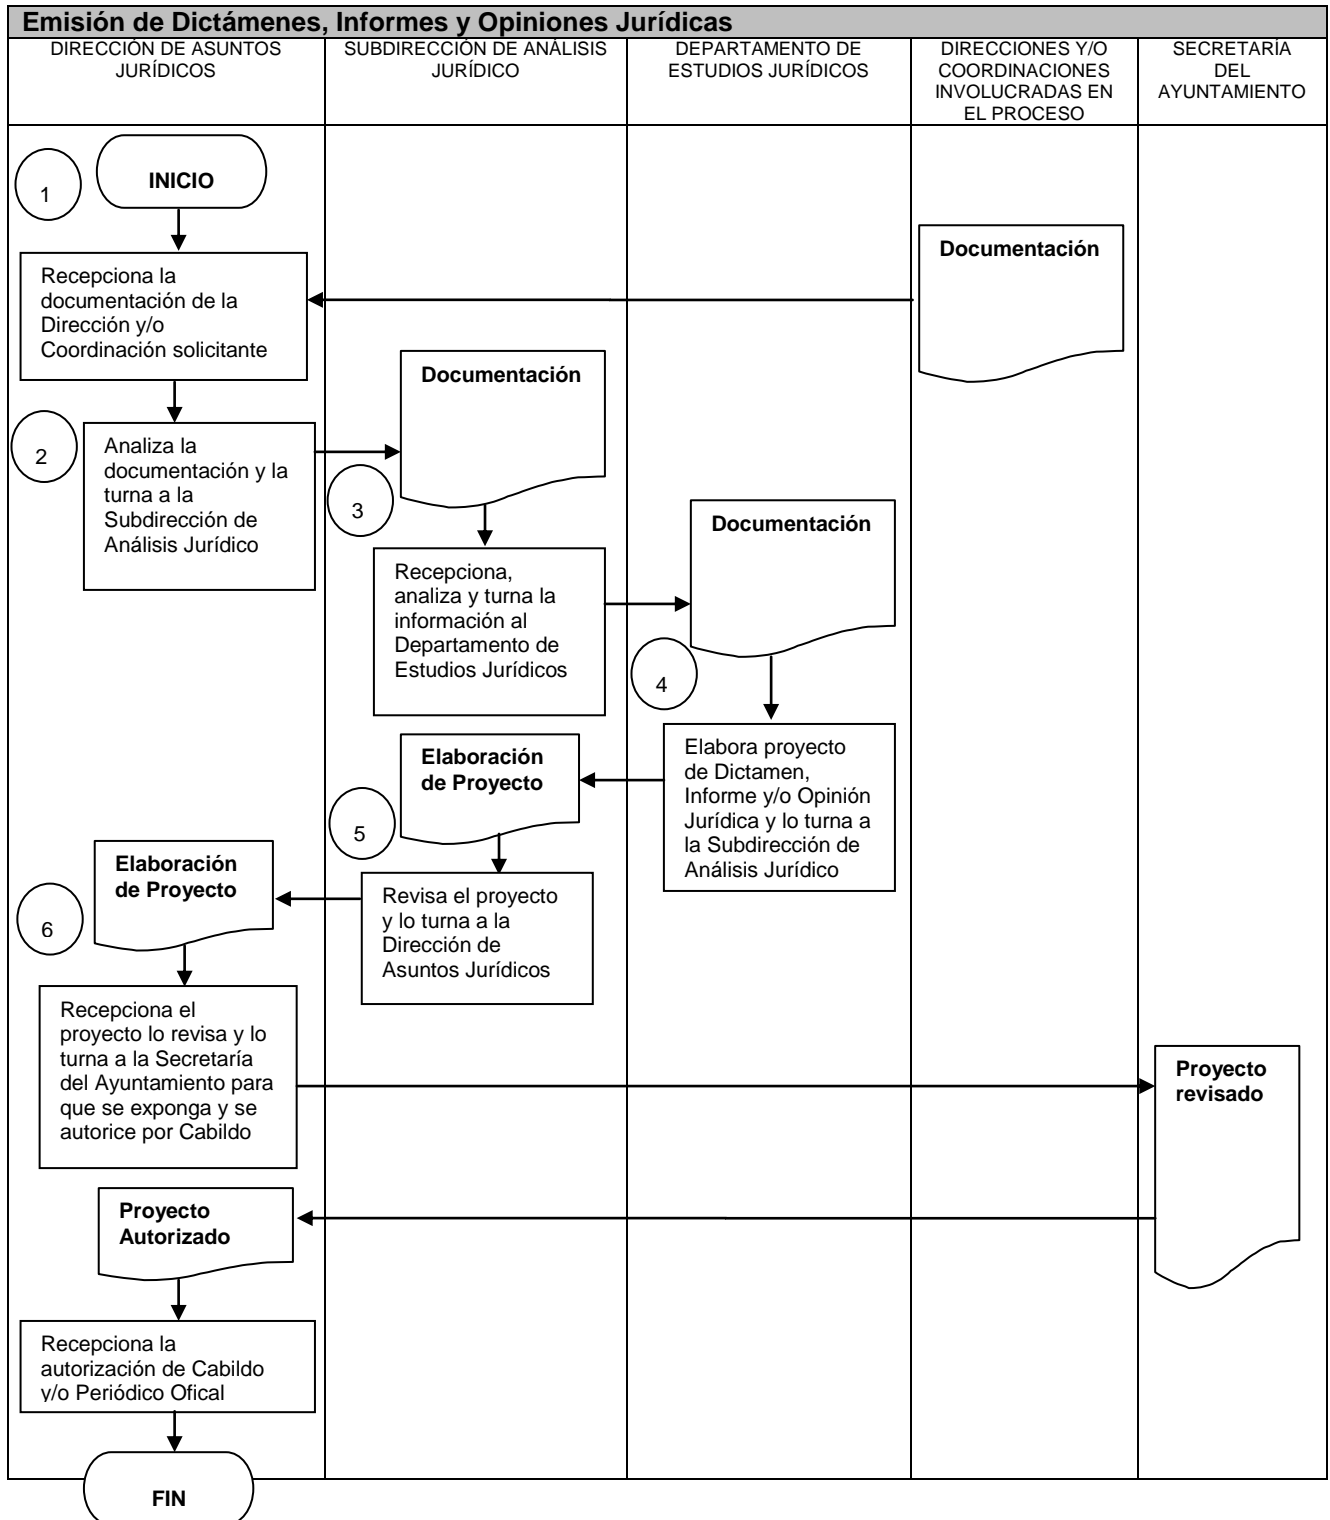 Emisión de Dictámenes, Informes y Opiniones Jurídicas
DIRECCIÓN DE ASUNTOS
JURÍDICOS
SUBDIRECCIÓN DE ANÁLISIS
JURÍDICO
DEPARTAMENTO DE
ESTUDIOS JURÍDICOS
DIRECCIONES Y/O
COORDINACIONES
INVOLUCRADAS EN
EL PROCESO
SECRETARÍA
DEL
AYUNTAMIENTO
1
INICIO
Documentación
Recepciona la
documentación de la
Dirección y/o
Coordinación solicitante
2
Analiza la
documentación y la
turna a la
Subdirección de
Análisis Jurídico
Documentación
3
Recepciona,
analiza y turna la
información al
Departamento de
Estudios Jurídicos
Documentación
4
Elabora proyecto
de Dictamen,
Informe y/o Opinión
Jurídica y lo turna a
la Subdirección de
Análisis Jurídico
Elaboración
de Proyecto
5
Revisa el proyecto
y lo turna a la
Dirección de
Asuntos Jurídicos
Elaboración
de Proyecto
6
Recepciona el
proyecto lo revisa y lo
turna a la Secretaría
del Ayuntamiento para
que se exponga y se
autorice por Cabildo
Proyecto
revisado
Proyecto
Autorizado
Recepciona la
autorización de Cabildo
y/o Periódico Ofical
FIN